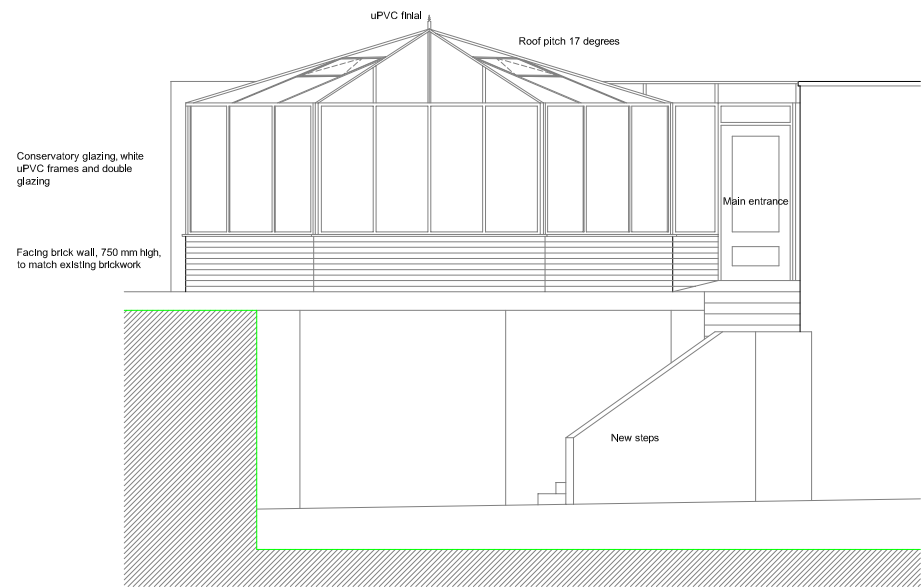 uPVC finial
Roof pitch 17 degrees
Conservatory glazing, white
uPVC frames and double
glazing
Main entrance
Facing brick wall, 750 mm high,
to match existing brickwork
New steps